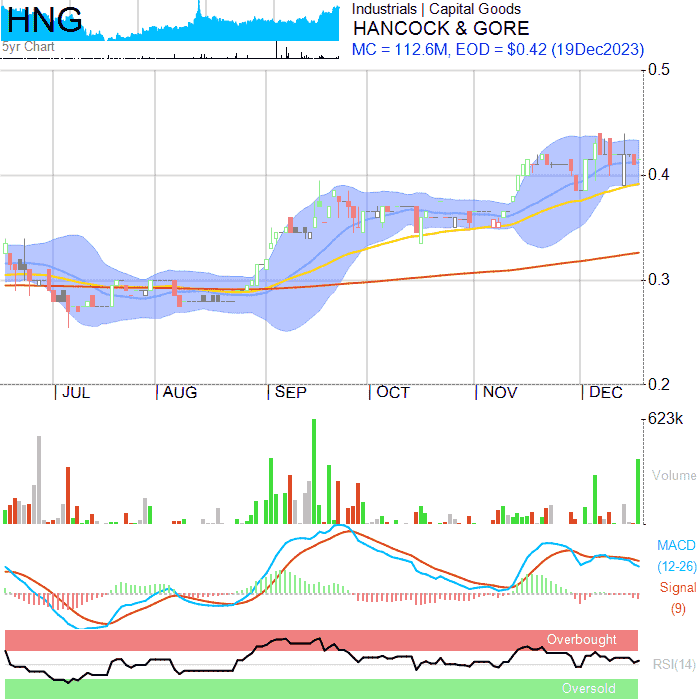 HNG
5yr Chart
Industrials | Capital Goods
HANCOCK & GORE
MC = 112.6M, EOD = $0.42 (19Dec2023)
0.5
0.4
0.3
0.2
| JUL | AUG | SEP | OCT | NOV | DEC
623k
Volume
MACD
(12-26)
Signal
(9)
Overbought
RSI(14)
Oversold